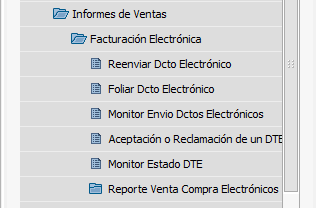 Informes de Ventas
Facturación Electrónica
Reenviar Dcto Electrónico
Foliar Dcto Electrónico
Monitor Envio Dctos Electrónicos
Aceptación o Reclamación de un DTE
Monitor Estado DTE
Reporte Venta Compra Electrónicos